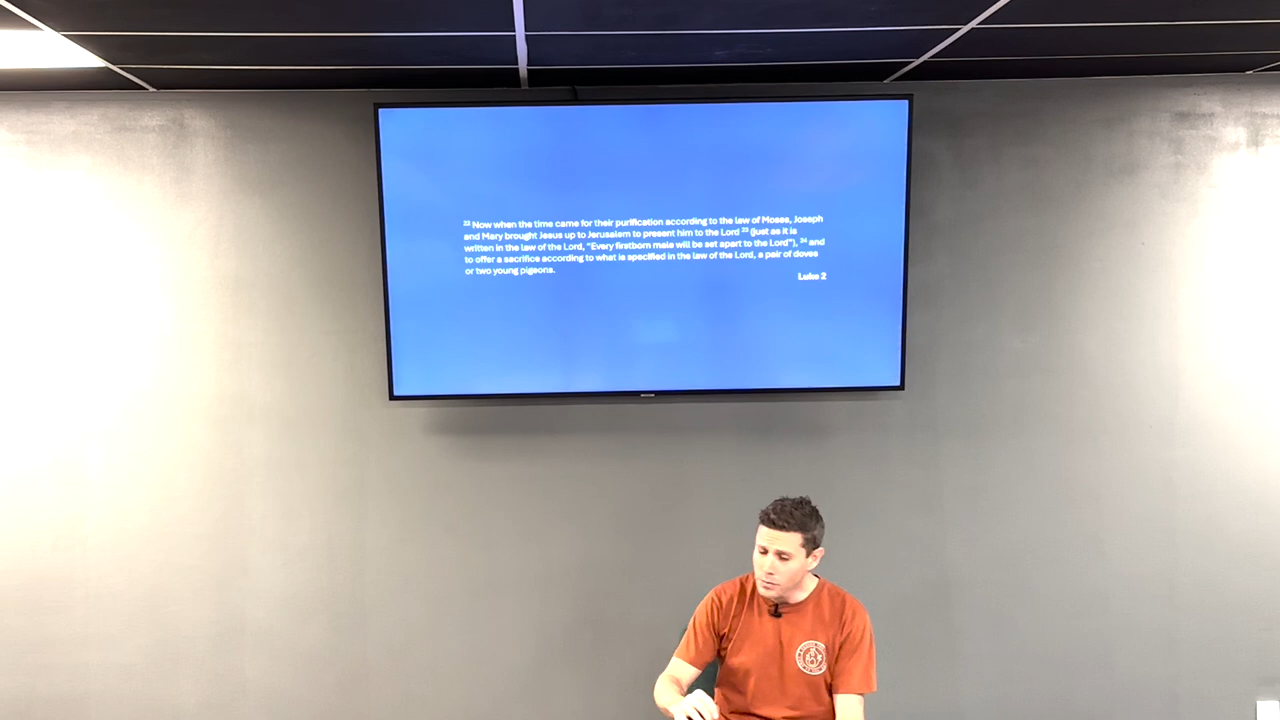 22 Now when the time came for their purification according to the law of Moses, Joseph
and Mary brought Jesus up to Jerusalem to present him to the Lord 23 (just as it is
written in the law of the Lord, "Every firstborn male will be set apart to the Lord"), 24 and
to offer a sacrifice according to what is specified in the law of the Lord, a pair of doves
or two young pigeons.
Luke 2